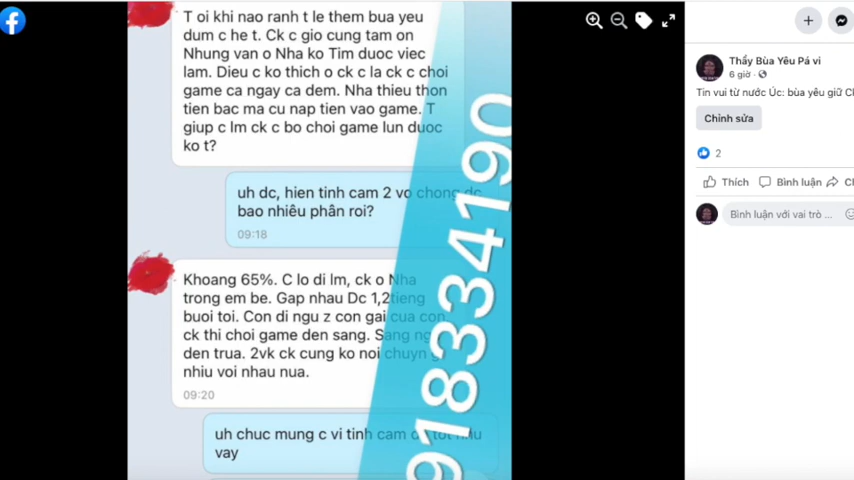 T oi khi nao ranh t le them bua yeu
dum c he t. Ck c gio cung tam on
Nhung van o Nha ko Tim duoc viec
lam. Dieu c ko thich o ck c la ck c choi
game ca ngay ca dem. Nha thieu thon
tien bac ma cu nap tien vao game. T
giup c lm ck c bo choi game lun duoc
ko t?
uh dc, hien tinh cam 2 vo chong dc
bao nhiêu phân roi?
09:18
Khoang 65%. C lo di lm, ck o Nha
trong em be. Gap nhau Dc 1,2tieng
buoi toi. Con di ngu z con gai cua con
ck thi choi game den sang. Sang ng
den trua. 2vk ck cung ko noi chuyn g
nhiu voi nhau nua.
09:20
uh chuc mung c vi tinh cam tot nhu
vay
918334190
Thầy Bùa Yêu Pá vi
6 giờ ·
Tin vui từ nước Úc: bùa yêu giữ Ch
Chỉnh sửa
2
Thích
Bình luận
Ch
Bình luận với vai trò ...